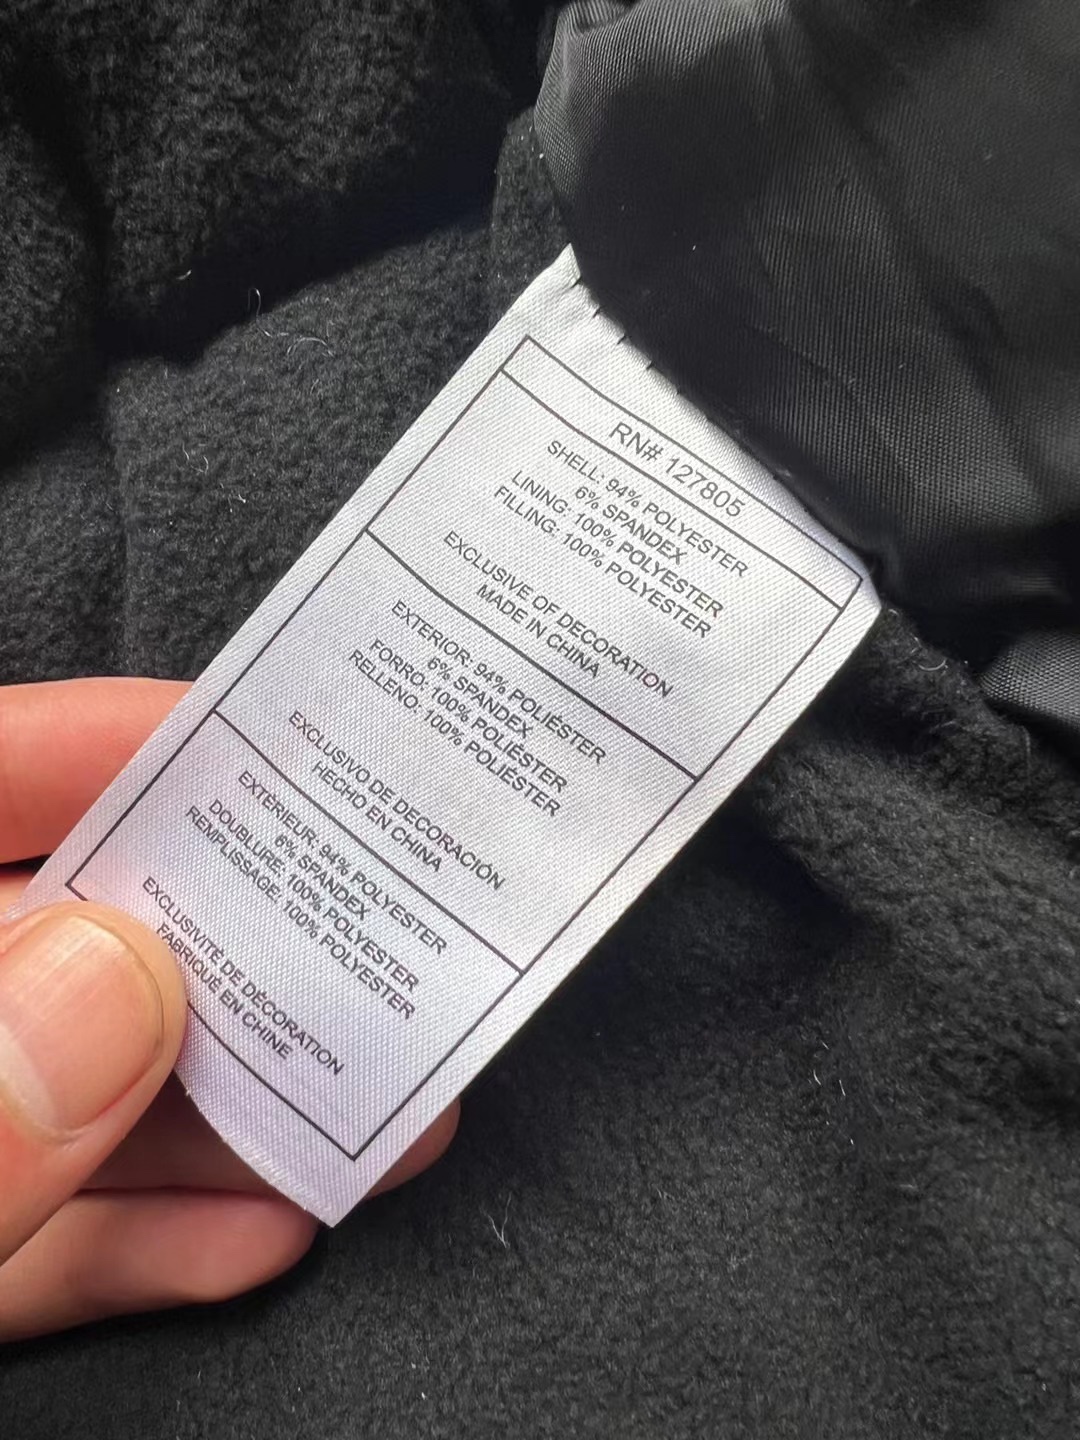 RN# 127805
SHELL: 94% POLYESTER
6% SPANDEX
LINING: 100% POLYESTER
FILLING: 100% POLYESTER
EXCLUSIVE OF DECORATION
MADE IN CHINA
EXTERIOR: 94% POLIÉSTER
6% SPANDEX
FORRO: 100% POLIÉSTER
RELLENO: 100% POLIÉSTER
EXCLUSIVO DE DECORACIÓN
HECHO EN CHINA
EXTÉRIEUR: 94% POLYESTER
6% SPANDEX
DOUBLURE: 100% POLYESTER
REMPLISSAGE: 100% POLYESTER
EXCLUSIVITÉ DE DÉCORATION
FABRIQUÉ EN CHINE